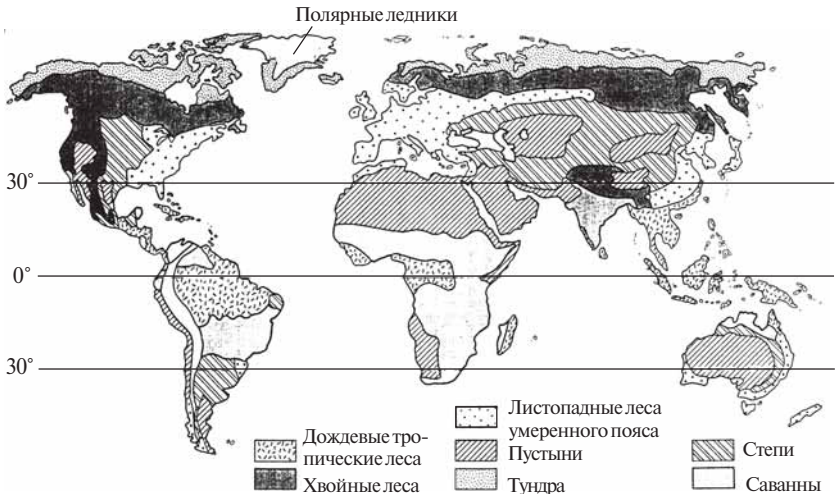 Полярные ледники
30°
0°
30°
Дождевые тро-
пические леса
Хвойные леса
Листопадные леса
умеренного пояса
Пустыни
Тундра
Степи
Саванны